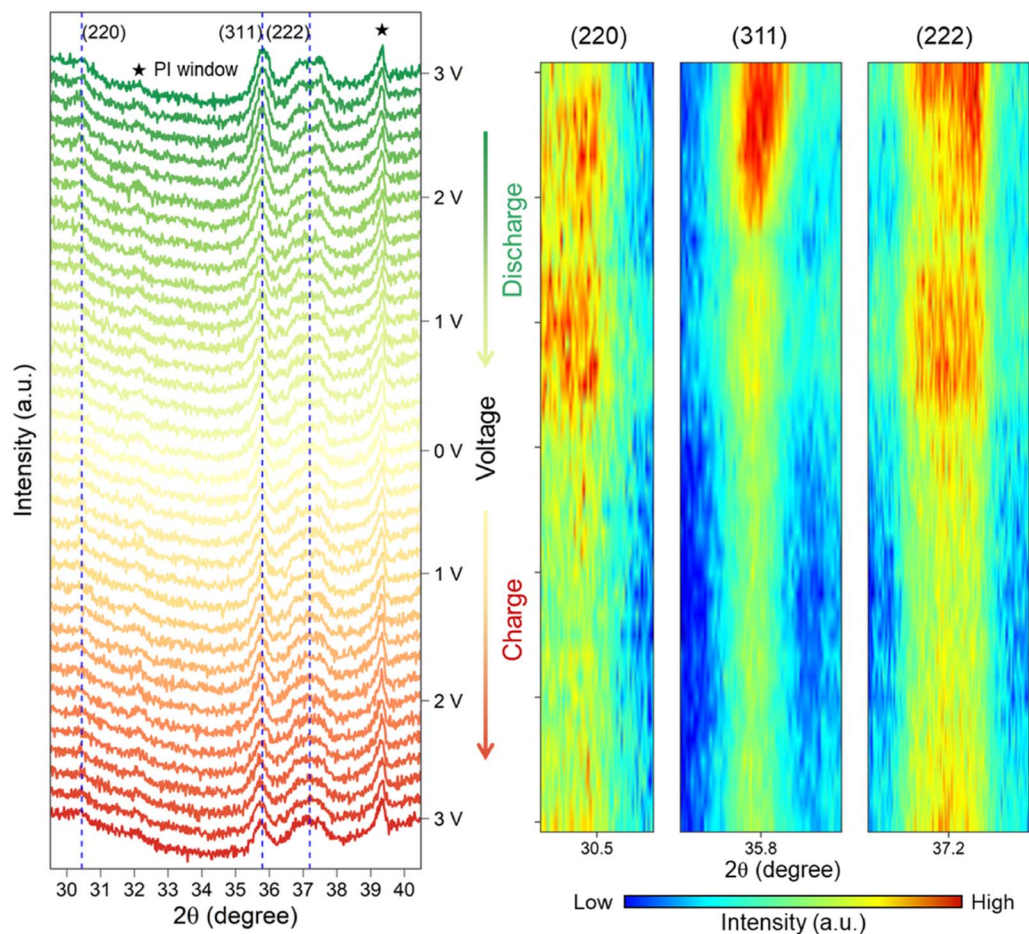 (220) (311) (222) ★
★ PI window
3 V
2 V
1 V
0 V
1 V
2 V
3 V
Intensity (a.u.)
30 31 32 33 34 35 36 37 38 39 40
2θ (degree)
Discharge
Voltage
Charge
(220) (311) (222)
30.5 35.8 37.2
2θ (degree)
Low High
Intensity (a.u.)